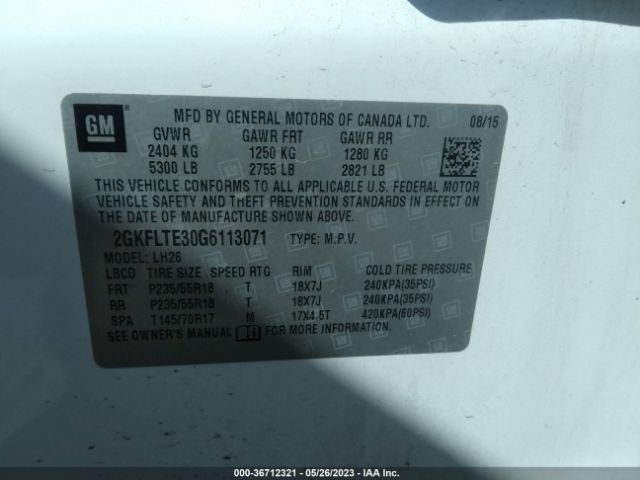 GM
MFD BY GENERAL MOTORS OF CANADA LTD. 08/15
GVWR GAWR FRT GAWR RR
2404 KG 1250 KG 1280 KG
5300 LB 2755 LB 2821 LB
THIS VEHICLE CONFORMS TO ALL APPLICABLE U.S. FEDERAL MOTOR
VEHICLE SAFETY AND THEFT PREVENTION STANDARDS IN EFFECT ON
THE DATE OF MANUFACTURE SHOWN ABOVE.
2GKFLTE30G6113071 TYPE: M.P.V.
MODEL: LH26
LBCD TIRE SIZE SPEED RTG RIM COLD TIRE PRESSURE
FRT P235/55R18 T 18X7J 240KPA(35PSI)
RR P235/55R18 T 18X7J 240KPA(35PSI)
SPA T145/70R17 M 17X4.5T 420KPA(60PSI)
SEE OWNER'S MANUAL FOR MORE INFORMATION.
000-36712321 | 05/26/2023 | IAA Inc.